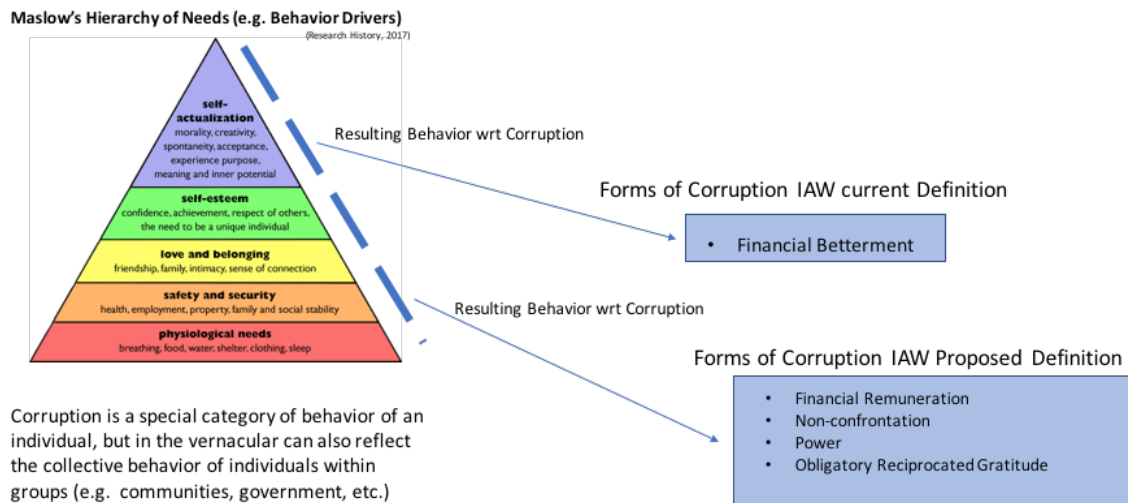 Maslow's Hierarchy of Needs (e.g. Behavior Drivers)
(Research History, 2017)
self-
actualization
morality, creativity,
spontaneity, acceptance,
experience purpose,
meaning and inner potential
self-esteem
confidence, achievement, respect of others,
the need to be a unique individual
love and belonging
friendship, family, intimacy, sense of connection
safety and security
health, employment, property, family and social stability
physiological needs
breathing, food, water, shelter, clothing, sleep
Resulting Behavior wrt Corruption
Forms of Corruption IAW current Definition
• Financial Betterment
Resulting Behavior wrt Corruption
Forms of Corruption IAW Proposed Definition
• Financial Remuneration
• Non-confrontation
• Power
• Obligatory Reciprocated Gratitude
Corruption is a special category of behavior of an
individual, but in the vernacular can also reflect
the collective behavior of individuals within
groups (e.g. communities, government, etc.)